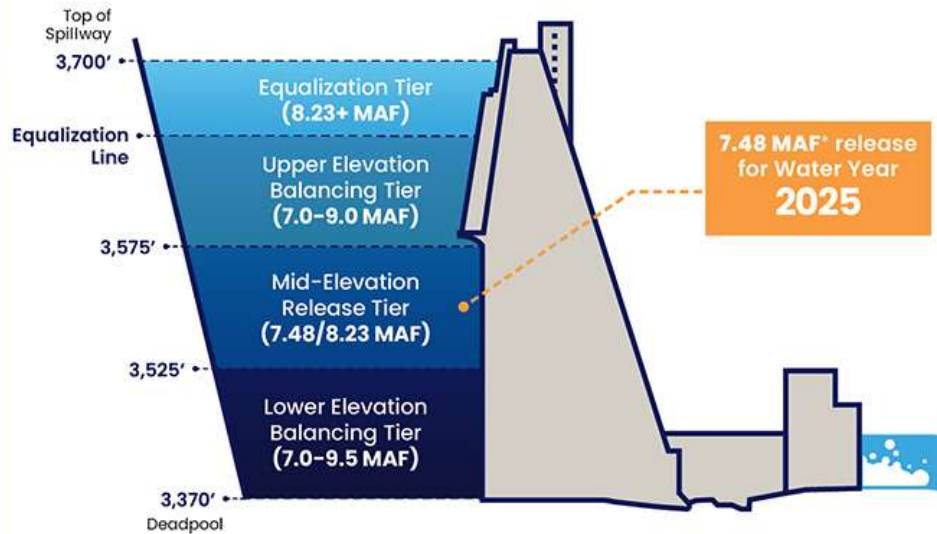 Top of
Spillway
3,700’
Equalization Tier
(8.23+ MAF)
Equalization
Line
Upper Elevation
Balancing Tier
(7.0-9.0 MAF)
7.48 MAF* release
for Water Year
2025
3,575’
Mid-Elevation
Release Tier
(7.48/8.23 MAF)
3,525’
Lower Elevation
Balancing Tier
(7.0-9.5 MAF)
3,370’
Deadpool